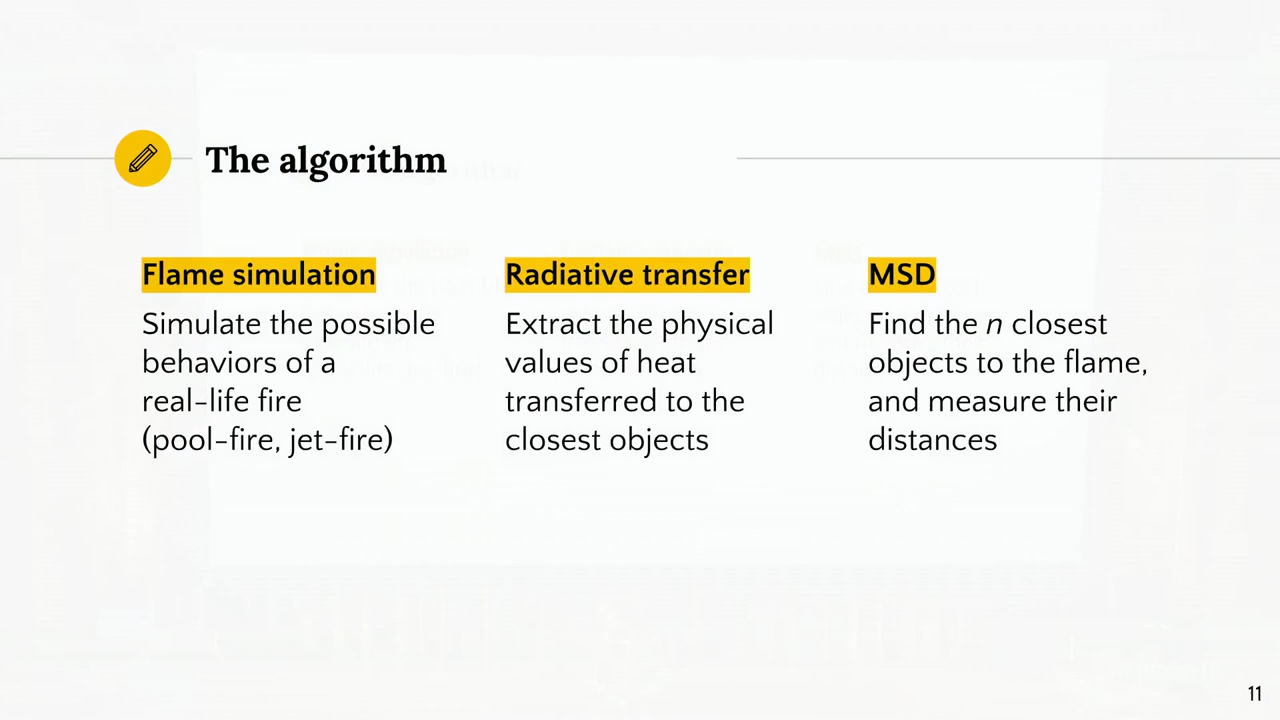 The algorithm
Flame simulation
Simulate the possible
behaviors of a
real-life fire
(pool-fire, jet-fire)
Radiative transfer
Extract the physical
values of heat
transferred to the
closest objects
MSD
Find the n closest
objects to the flame,
and measure their
distances
11